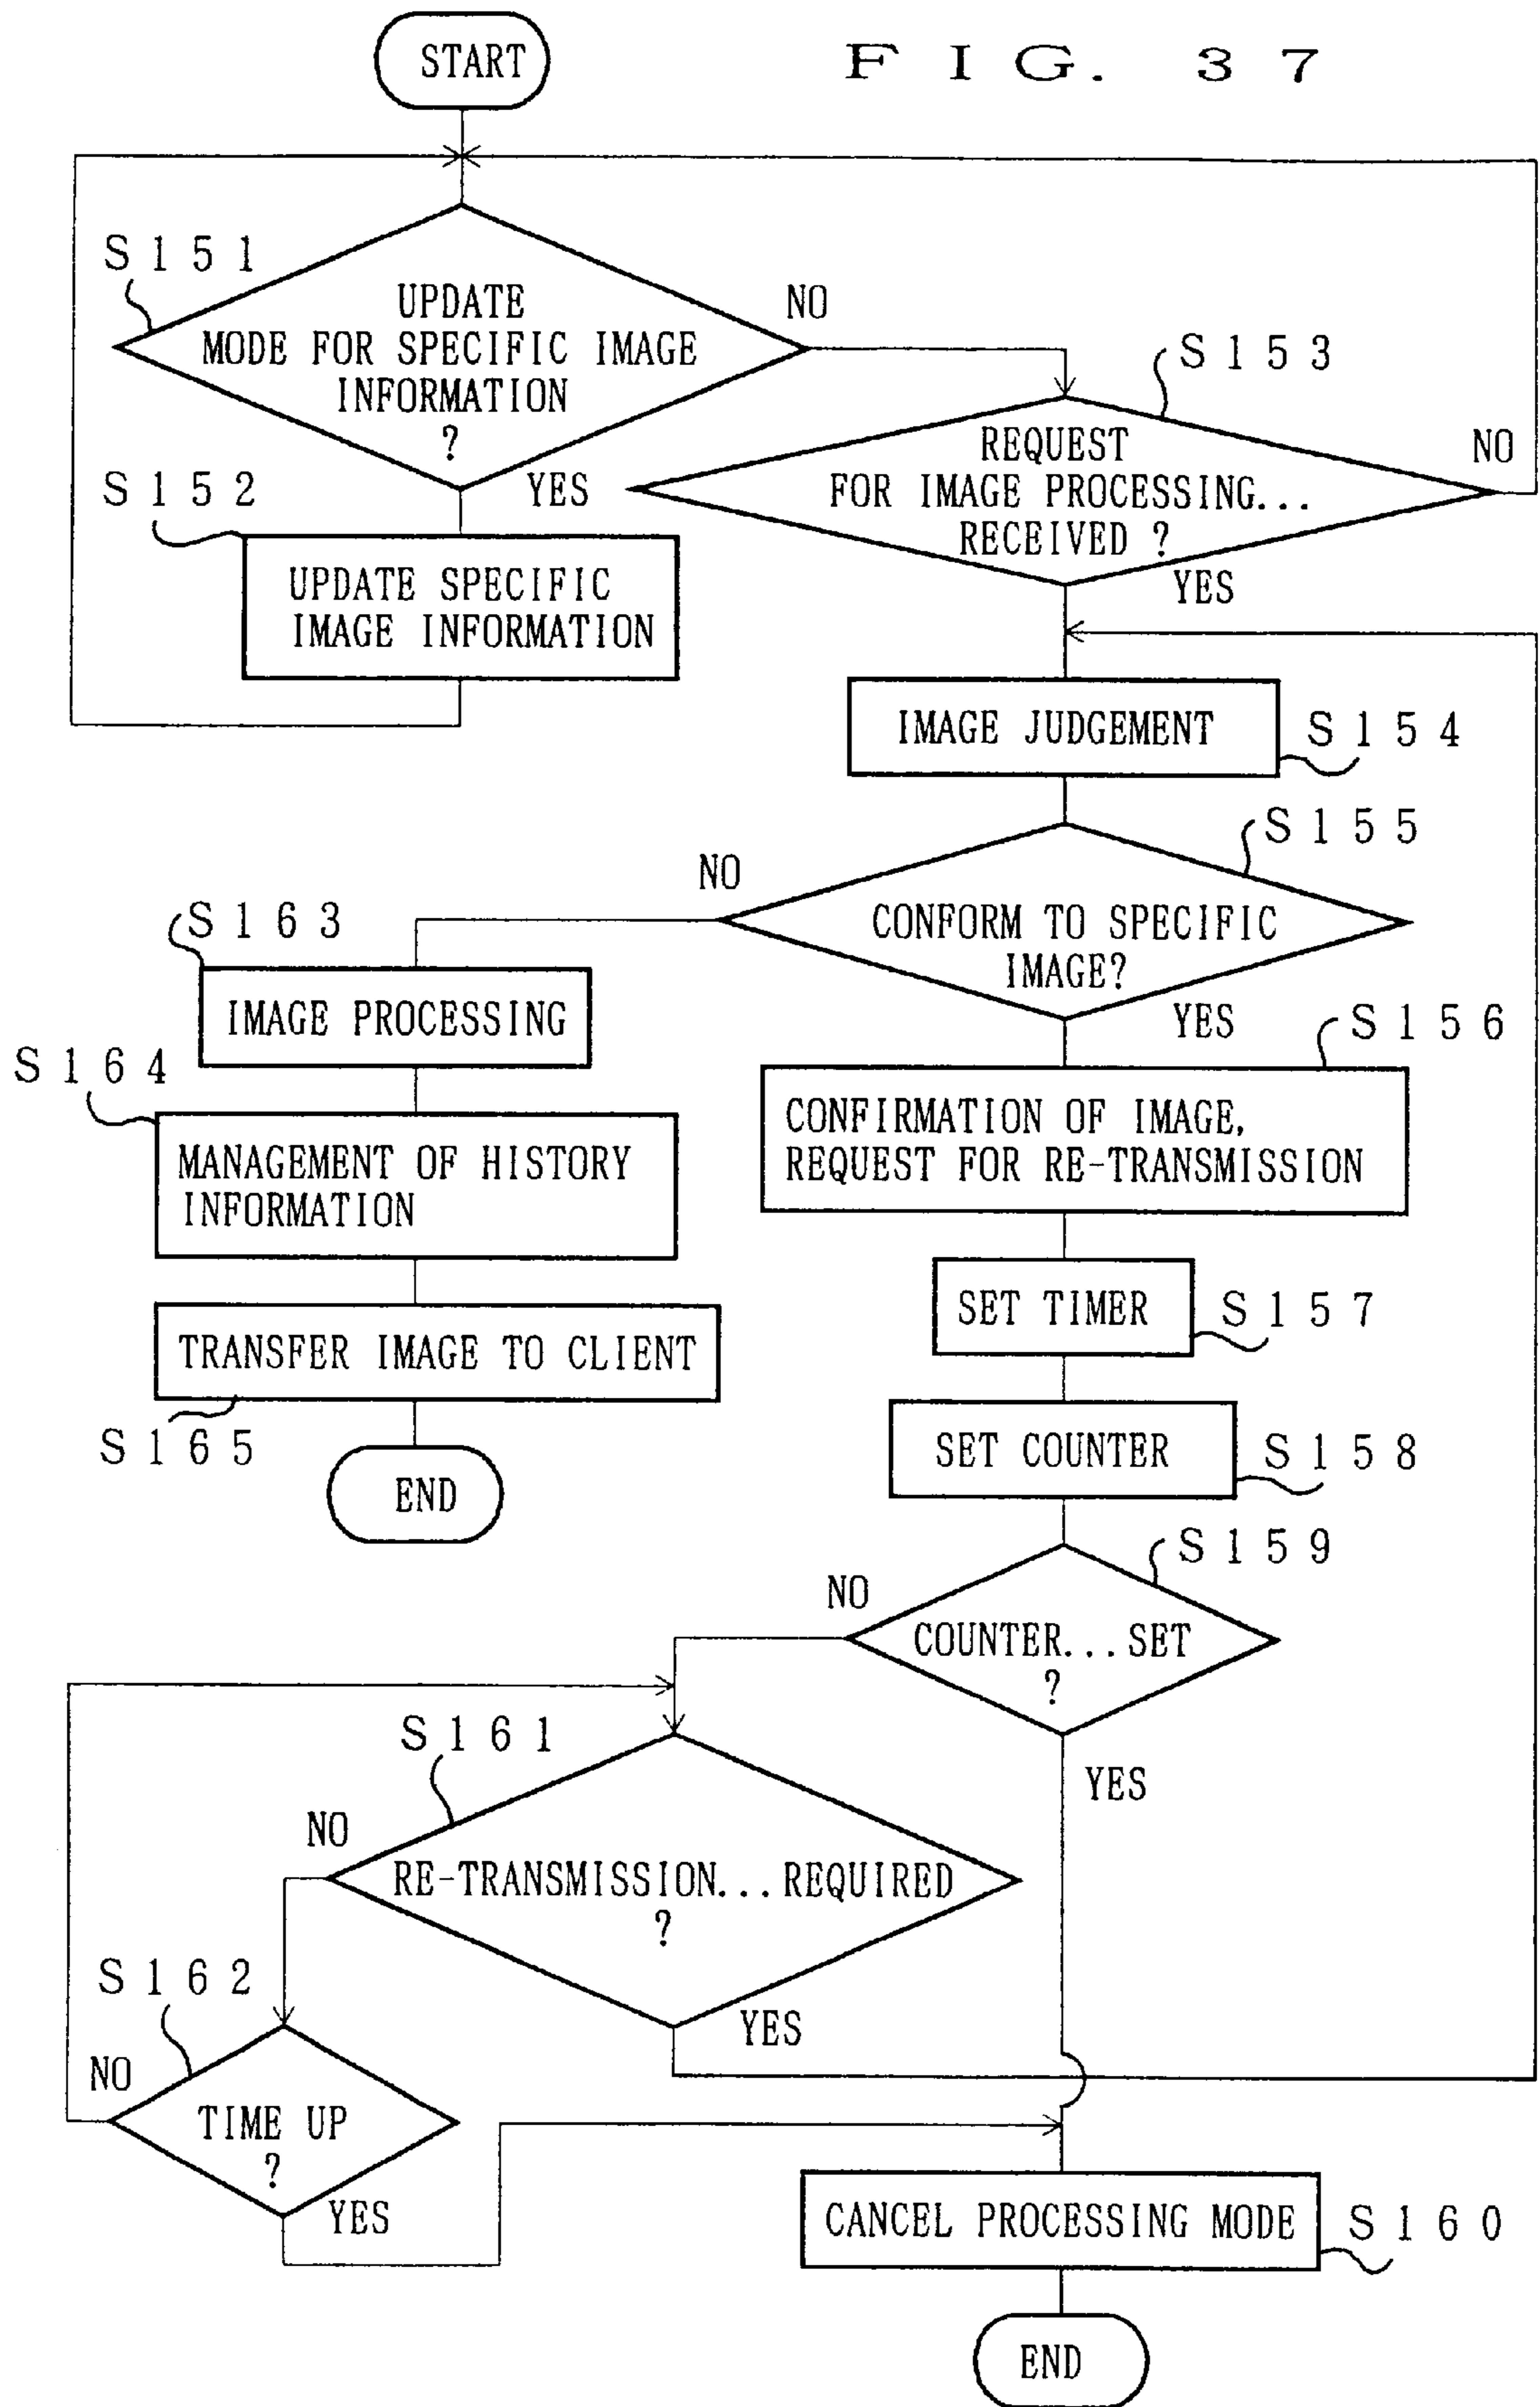 START
F I G. 3 7
S 1 5 1
UPDATE
MODE FOR SPECIFIC IMAGE
INFORMATION
?
NO
YES
S 1 5 3
REQUEST
FOR IMAGE PROCESSING...
RECEIVED ?
NO
YES
S 1 5 2
UPDATE SPECIFIC
IMAGE INFORMATION
IMAGE JUDGEMENT
S 1 5 4
S 1 5 5
CONFORM TO SPECIFIC
IMAGE?
NO
YES
S 1 6 3
IMAGE PROCESSING
S 1 6 4
MANAGEMENT OF HISTORY
INFORMATION
TRANSFER IMAGE TO CLIENT
S 1 6 5
END
S 1 5 6
CONFIRMATION OF IMAGE,
REQUEST FOR RE-TRANSMISSION
SET TIMER
S 1 5 7
SET COUNTER
S 1 5 8
S 1 5 9
NO
COUNTER...SET
?
YES
S 1 6 1
NO
RE-TRANSMISSION...REQUIRED
?
YES
S 1 6 2
NO
TIME UP
?
YES
CANCEL PROCESSING MODE
S 1 6 0
END